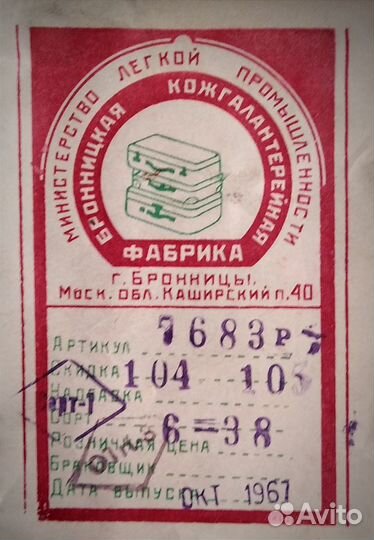 МИНИСТЕРСТВО ЛЕГКОЙ ПРОМЫШЛЕННОСТИ
БРОННИЦКАЯ КОЖГАЛАНТЕРЕЙНАЯ
ФАБРИКА
Г. БРОННИЦЫ,
МОСК. ОБЛ. КАШИРСКИЙ П. 40
АРТИКУЛ 7683Р
СКИДКА 104 10
НАДБАВКА
СОРТ
РОЗНИЧНАЯ ЦЕНА 6=38
БРАКОВЩИК
ДАТА ВЫПУСКА ОКТ 1967
Avito